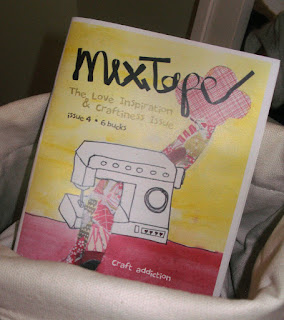 mixTape
The Love Inspiration
& Craftiness Issue
issue 4 • 6 bucks
Craft addiction